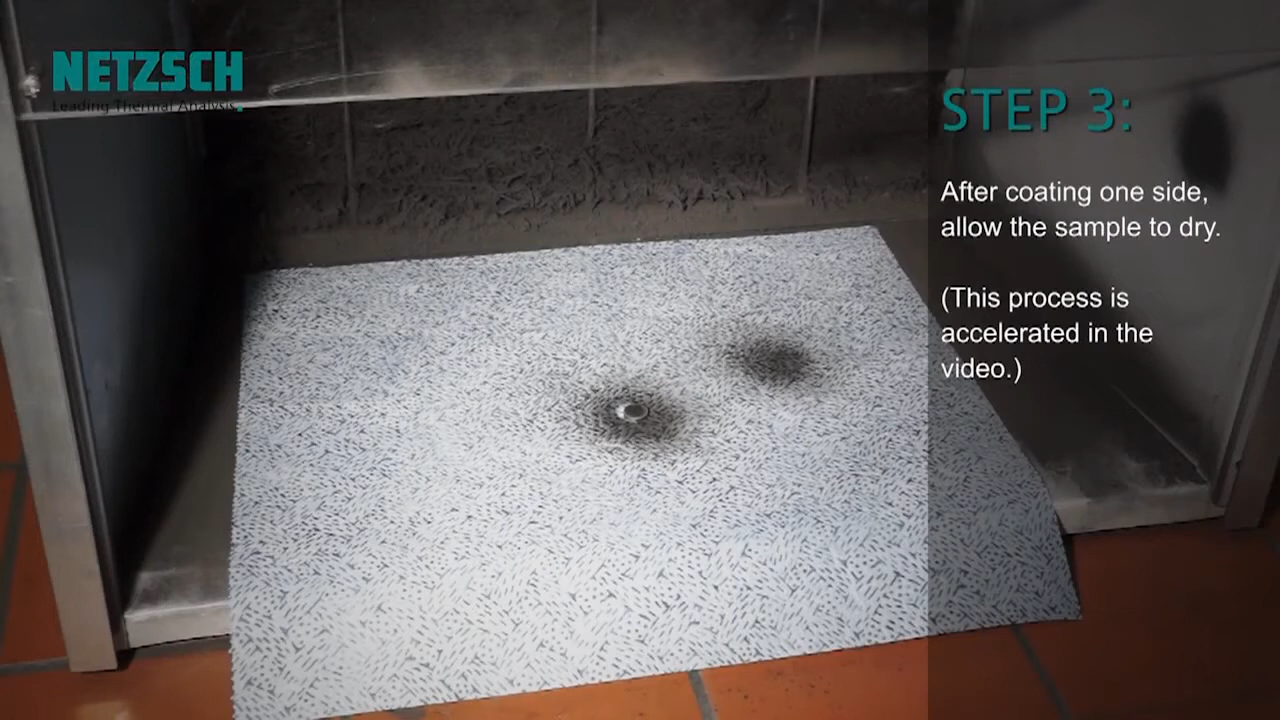 NETZSCH
Leading Thermal Analysis.
STEP 3:
After coating one side,
allow the sample to dry.
(This process is
accelerated in the
video.)